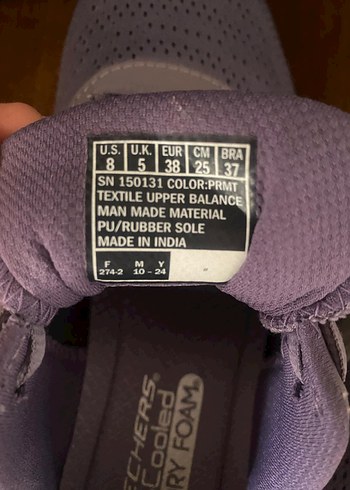 U.S. U.K. EUR CM BRA
8 5 38 25 37
SN 150131 COLOR:PRMT
TEXTILE UPPER BALANCE
MAN MADE MATERIAL
PU/RUBBER SOLE
MADE IN INDIA
F M Y
274-2 10 - 24
ECHERS®
Cooled
RY FOAM